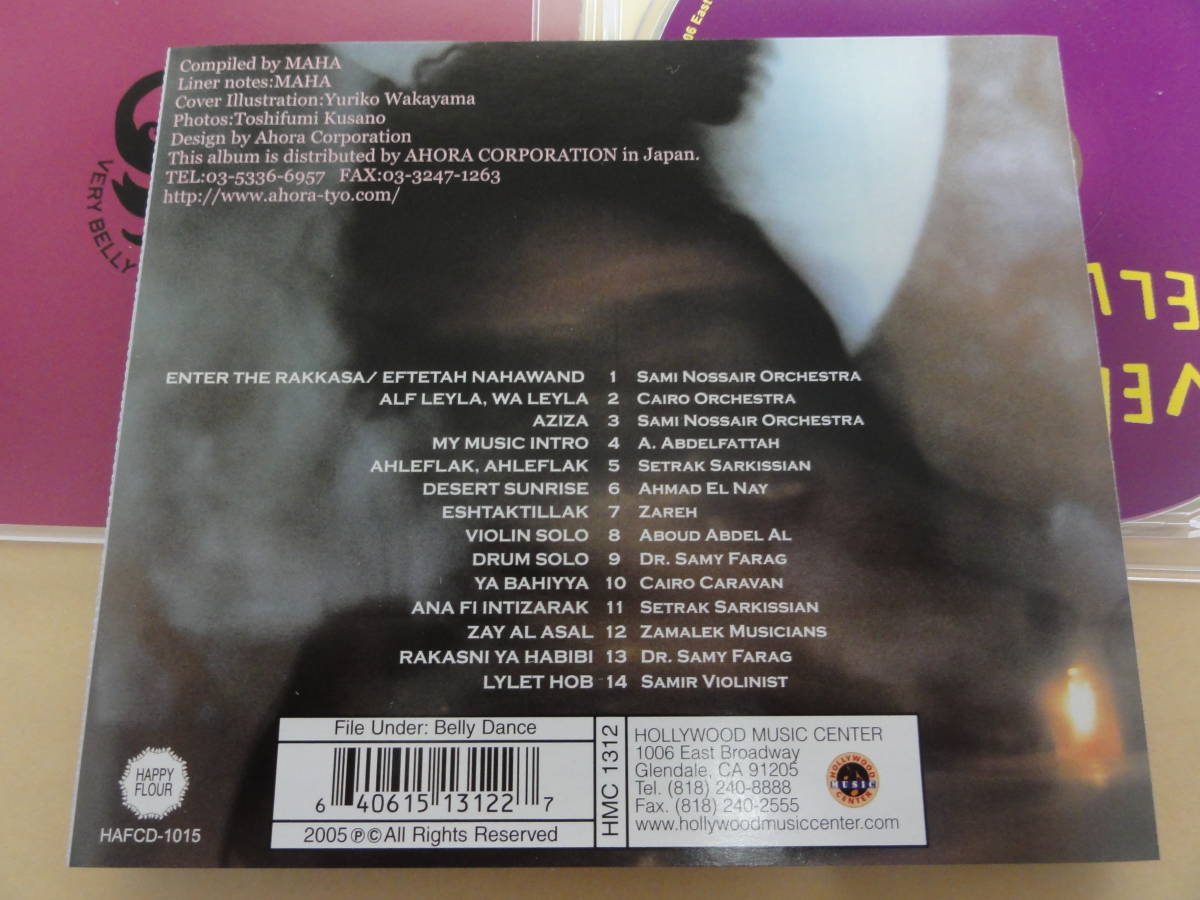 Compiled by MAHA
Liner notes:MAHA
Cover Illustration:Yuriko Wakayama
Photos:Toshifumi Kusano
Design by Ahora Corporation
This album is distributed by AHORA CORPORATION in Japan.
TEL:03-5336-6957 FAX:03-3247-1263
http://www.ahora-tyo.com/
VERY BELLY
06 East
ENTER THE RAKKASA/ EFTETAH NAHAWAND 1 SAMI NOSSAIR ORCHESTRA
ALF LEYLA, WA LEYLA 2 CAIRO ORCHESTRA
AZIZA 3 SAMI NOSSAIR ORCHESTRA
MY MUSIC INTRO 4 A. ABDELFATTAH
AHLEFLAK, AHLEFLAK 5 SETRAK SARKISSIAN
DESERT SUNRISE 6 AHMAD EL NAY
ESHTAKTILLAK 7 ZAREH
VIOLIN SOLO 8 ABOUD ABDEL AL
DRUM SOLO 9 DR. SAMY FARAG
YA BAHIYYA 10 CAIRO CARAVAN
ANA FI INTIZARAK 11 SETRAK SARKISSIAN
ZAY AL ASAL 12 ZAMALEK MUSICIANS
RAKASNI YA HABIBI 13 DR. SAMY FARAG
LYLET HOB 14 SAMIR VIOLINIST
HAPPY
FLOUR
HAFCD-1015
File Under: Belly Dance
6 40615 13122 7
2005 ℗©All Rights Reserved
HMC 1312
HOLLYWOOD MUSIC CENTER
1006 East Broadway
Glendale, CA 91205
Tel. (818) 240-8888
Fax. (818) 240-2555
www.hollywoodmusiccenter.com
HOLLYWOOD
MUSIC
CENTER